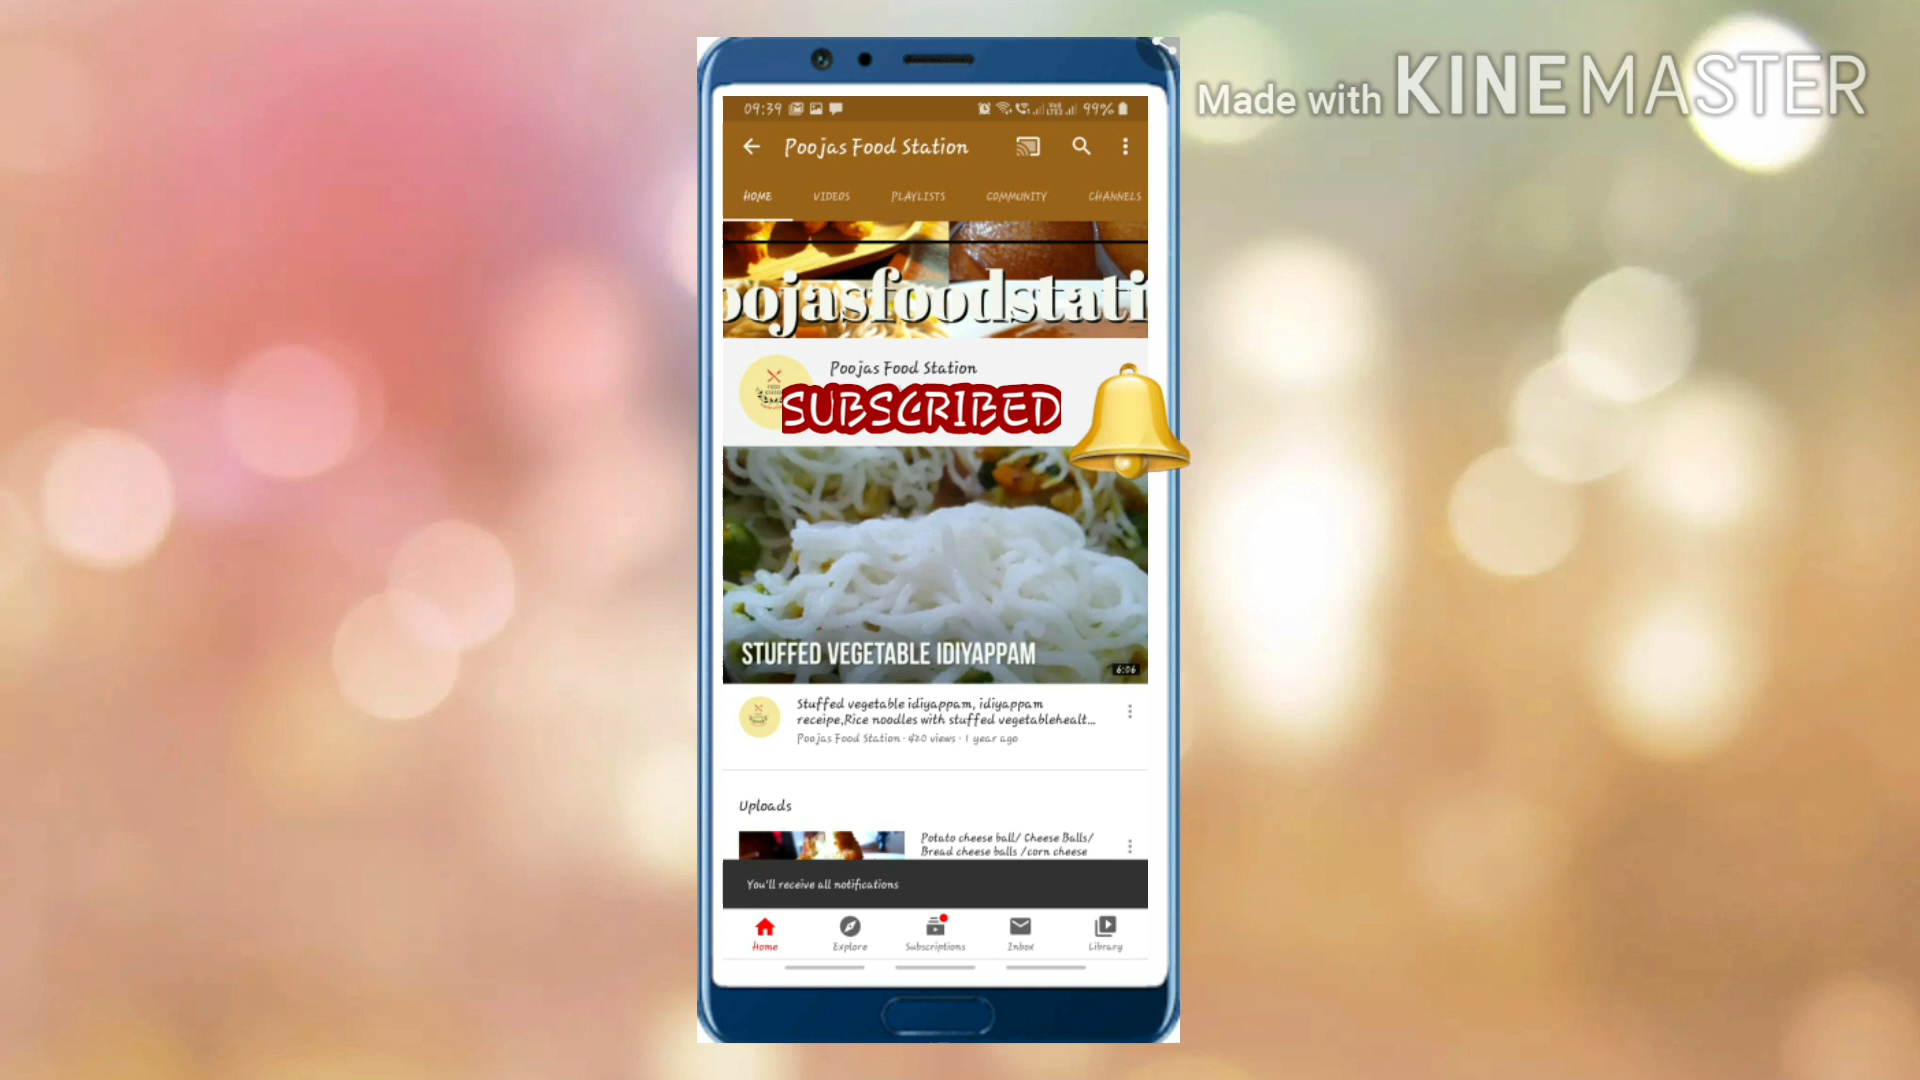 Made with KINEMASTER
09:39 99%
Poojas Food Station
HOME VIDEOS PLAYLISTS COMMUNITY CHANNELS
oojasfoodstati
Poojas Food Station
SUBSCRIBED
STUFFED VEGETABLE IDIYAPPAM
6:06
Stuffed vegetable idiyappam, idiyappam
receipe,Rice noodles with stuffed vegetablehealt...
Poojas Food Station · 420 views · 1 year ago
Uploads
Potato cheese ball/ Cheese Balls/
Bread cheese balls /corn cheese
You'll receive all notifications
Home Explore Subscriptions Inbox Library